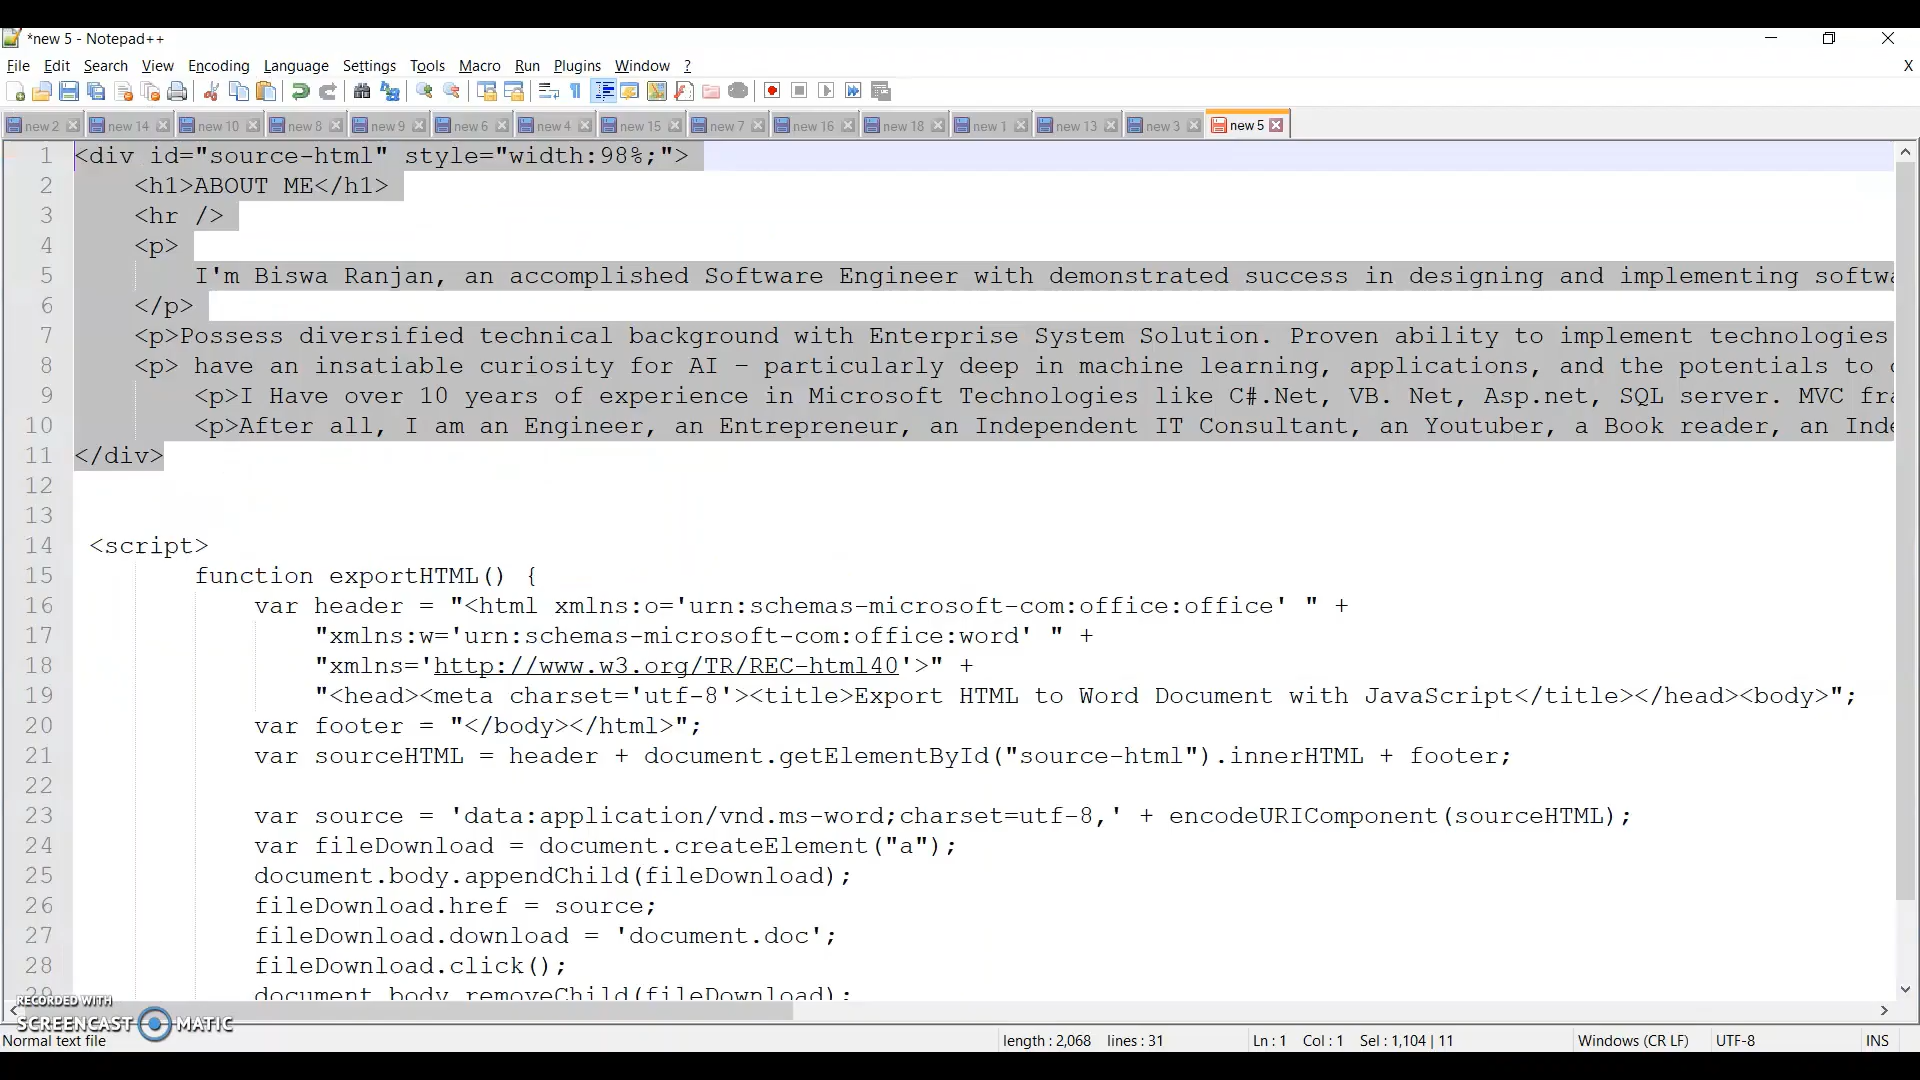 *new 5 - Notepad++
File Edit Search View Encoding Language Settings Tools Macro Run Plugins Window ? X
new 2 new 14 new 10 new 8 new 9 new 6 new 4 new 15 new 7 new 16 new 18 new 1 new 13 new 3 new 5
1 <div id="source-html" style="width:98%;">
2 <h1>ABOUT ME</h1>
3 <hr />
4 <p>
5 I'm Biswa Ranjan, an accomplished Software Engineer with demonstrated success in designing and implementing softwa
6 </p>
7 <p>Possess diversified technical background with Enterprise System Solution. Proven ability to implement technologies
8 <p> have an insatiable curiosity for AI – particularly deep in machine learning, applications, and the potentials to
9 <p>I Have over 10 years of experience in Microsoft Technologies like C#.Net, VB. Net, Asp.net, SQL server. MVC fra
10 <p>After all, I am an Engineer, an Entrepreneur, an Independent IT Consultant, an Youtuber, a Book reader, an Inde
11 </div>
12
13
14 <script>
15 function exportHTML() {
16 var header = "<html xmlns:o='urn:schemas-microsoft-com:office:office' " +
17 "xmlns:w='urn:schemas-microsoft-com:office:word' " +
18 "xmlns='http://www.w3.org/TR/REC-html40'>" +
19 "<head><meta charset='utf-8'><title>Export HTML to Word Document with JavaScript</title></head><body>";
20 var footer = "</body></html>";
21 var sourceHTML = header + document.getElementById("source-html").innerHTML + footer;
22
23 var source = 'data:application/vnd.ms-word;charset=utf-8,' + encodeURIComponent(sourceHTML);
24 var fileDownload = document.createElement("a");
25 document.body.appendChild(fileDownload);
26 fileDownload.href = source;
27 fileDownload.download = 'document.doc';
28 fileDownload.click();
29 document.body.removeChild(fileDownload);
RECORDED WITH
SCREENCAST MATIC
Normal text file length : 2,068 lines : 31 Ln : 1 Col : 1 Sel : 1,104 | 11 Windows (CR LF) UTF-8 INS